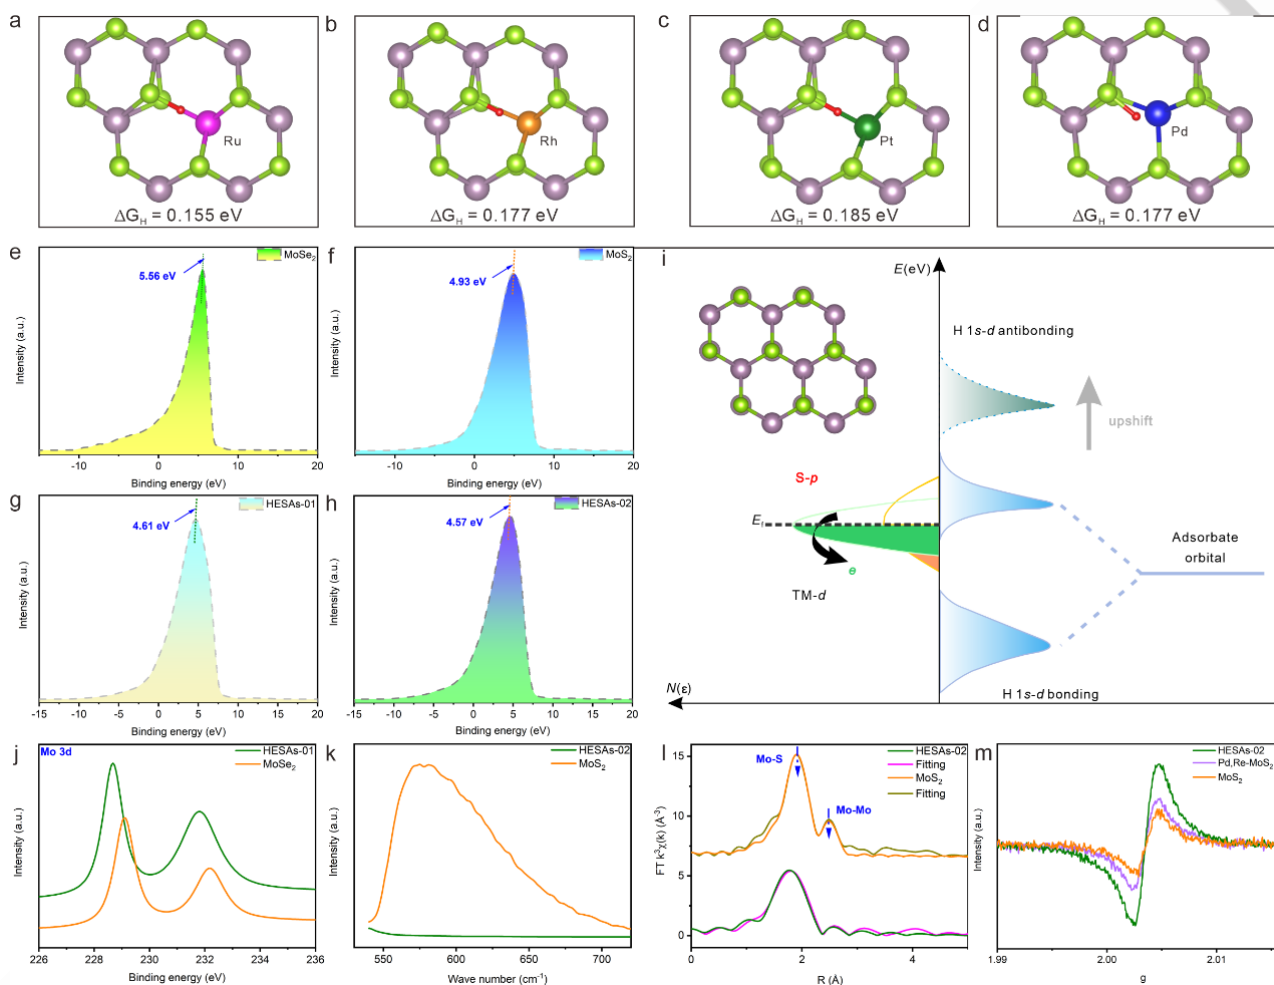 a
b
c
d
Ru
Rh
Pt
Pd
ΔG_H = 0.155 eV
ΔG_H = 0.177 eV
ΔG_H = 0.185 eV
ΔG_H = 0.177 eV
e
MoSe₂
5.56 eV
Intensity (a.u.)
-10 0 10 20
Binding energy (eV)
f
MoS₂
4.93 eV
Intensity (a.u.)
-10 0 10 20
Binding energy (eV)
g
HESAs-01
4.61 eV
Intensity (a.u.)
-15 -10 -5 0 5 10 15 20
Binding energy (eV)
h
HESAs-02
4.57 eV
Intensity (a.u.)
-15 -10 -5 0 5 10 15 20
Binding energy (eV)
i
E(eV)
H 1s-d antibonding
upshift
S-p
E_f
e
TM-d
Adsorbate
orbital
N(ε)
H 1s-d bonding
j
Mo 3d
HESAs-01
MoSe₂
Intensity (a.u.)
226 228 230 232 234 236
Binding energy (eV)
k
HESAs-02
MoS₂
Intensity (a.u.)
550 600 650 700
Wave number (cm⁻¹)
l
HESAs-02
Fitting
MoS₂
Fitting
Mo-S
Mo-Mo
FT k³χ(k) (Å⁻³)
15
10
5
0
0 2 4
R (Å)
m
HESAs-02
Pd,Re-MoS₂
MoS₂
Intensity (a.u.)
1.99 2.00 2.01
g